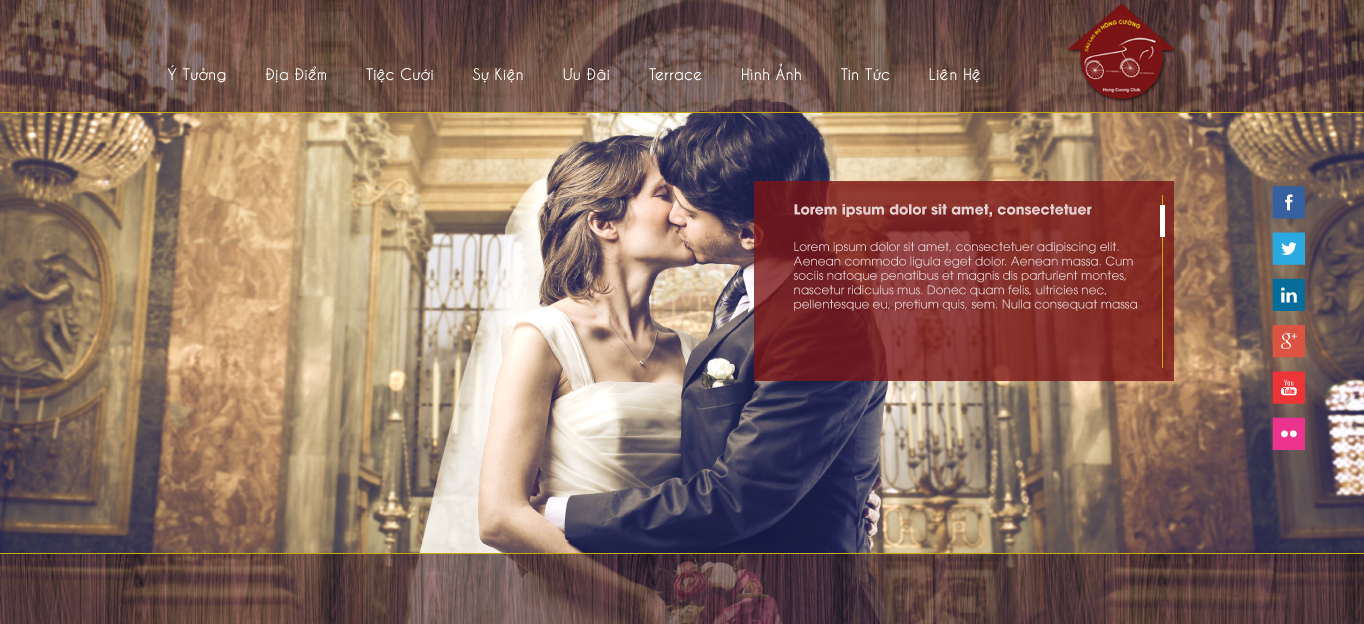 CÂU LẠC BỘ HỒNG CƯỜNG
Hong Cuong Club
Ý Tưởng Địa Điểm Tiệc Cưới Sự Kiện Ưu Đãi Terrace Hình Ảnh Tin Tức Liên Hệ
Lorem ipsum dolor sit amet, consectetuer
Lorem ipsum dolor sit amet, consectetuer adipiscing elit.
Aenean commodo ligula eget dolor. Aenean massa. Cum
sociis natoque penatibus et magnis dis parturient montes,
nascetur ridiculus mus. Donec quam felis, ultricies nec,
pellentesque eu, pretium quis, sem. Nulla consequat massa
f
in
g+
You
Tube